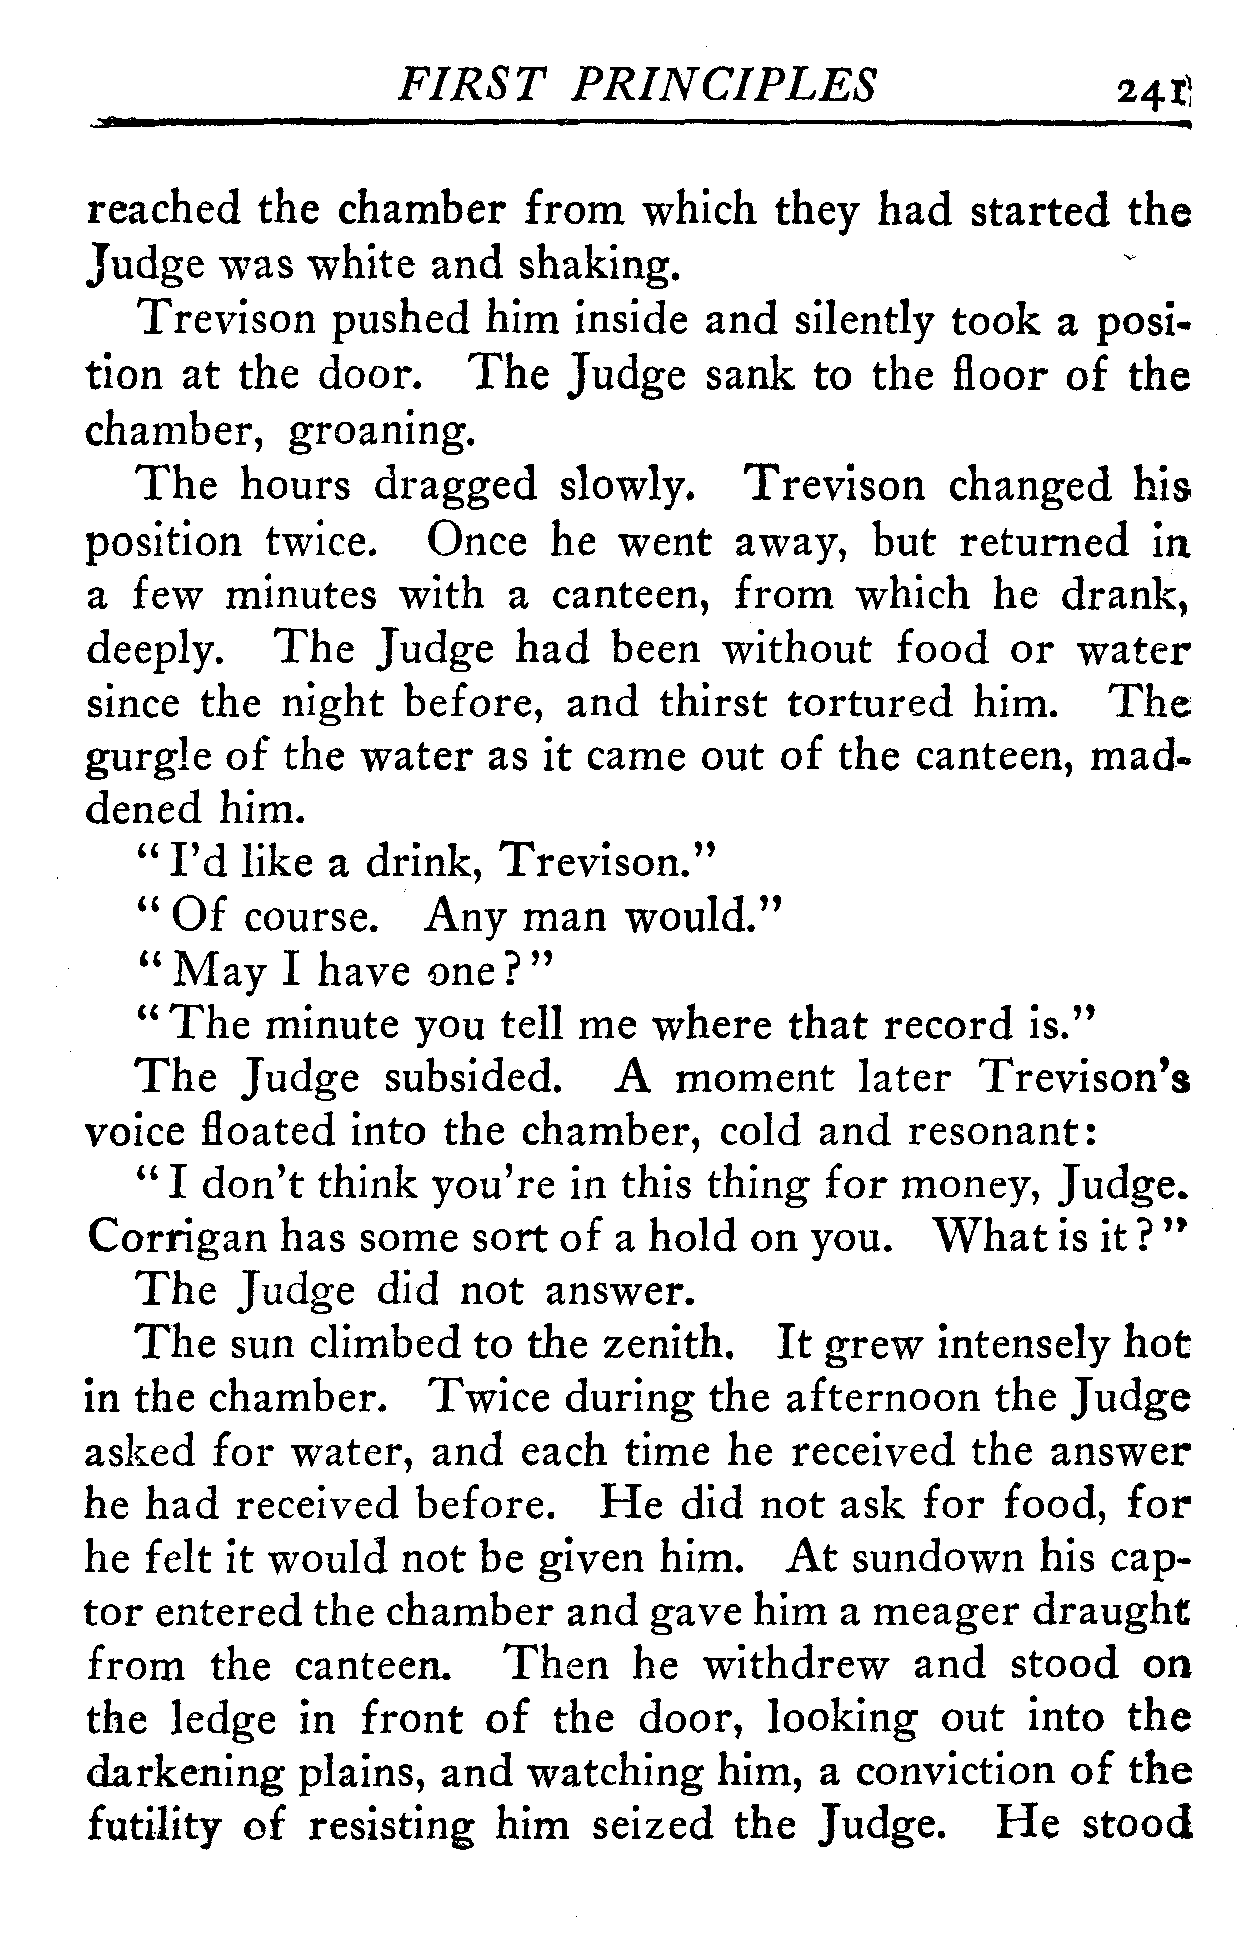 FIRST PRINCIPLES 241
reached the chamber from which they had started the
Judge was white and shaking.
Trevison pushed him inside and silently took a posi-
tion at the door. The Judge sank to the floor of the
chamber, groaning.
The hours dragged slowly. Trevison changed his
position twice. Once he went away, but returned in
a few minutes with a canteen, from which he drank,
deeply. The Judge had been without food or water
since the night before, and thirst tortured him. The
gurgle of the water as it came out of the canteen, mad-
dened him.
"I'd like a drink, Trevison."
"Of course. Any man would."
"May I have one?"
"The minute you tell me where that record is."
The Judge subsided. A moment later Trevison's
voice floated into the chamber, cold and resonant:
"I don't think you're in this thing for money, Judge.
Corrigan has some sort of a hold on you. What is it?"
The Judge did not answer.
The sun climbed to the zenith. It grew intensely hot
in the chamber. Twice during the afternoon the Judge
asked for water, and each time he received the answer
he had received before. He did not ask for food, for
he felt it would not be given him. At sundown his cap-
tor entered the chamber and gave him a meager draught
from the canteen. Then he withdrew and stood on
the ledge in front of the door, looking out into the
darkening plains, and watching him, a conviction of the
futility of resisting him seized the Judge. He stood